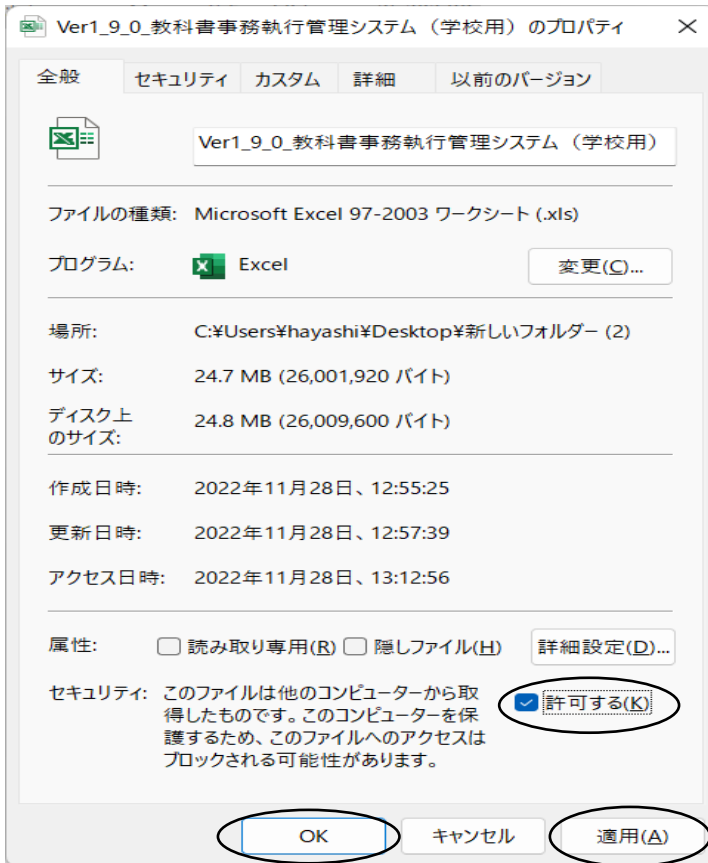 Ver1_9_0_教科書事務執行管理システム（学校用）のプロパティ
全般 セキュリティ カスタム 詳細 以前のバージョン
Ver1_9_0_教科書事務執行管理システム（学校用）
ファイルの種類: Microsoft Excel 97-2003 ワークシート (.xls)
プログラム: Excel 変更(C)...
場所: C:¥Users¥hayashi¥Desktop¥新しいフォルダー (2)
サイズ: 24.7 MB (26,001,920 バイト)
ディスク上
のサイズ: 24.8 MB (26,009,600 バイト)
作成日時: 2022年11月28日、12:55:25
更新日時: 2022年11月28日、12:57:39
アクセス日時: 2022年11月28日、13:12:56
属性: 読み取り専用(R) 隠しファイル(H) 詳細設定(D)...
セキュリティ: このファイルは他のコンピューターから取 許可する(K)
得したものです。このコンピューターを保
護するため、このファイルへのアクセスは
ブロックされる可能性があります。
OK キャンセル 適用(A)